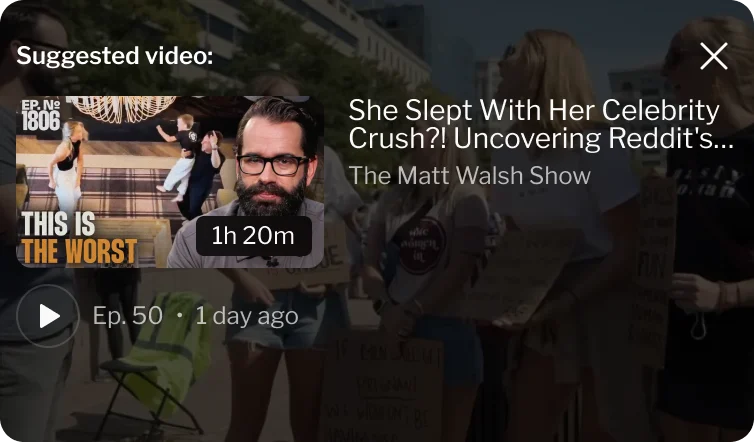 Suggested video:
EP. Nº
1806
THIS IS
THE WORST
1h 20m
She Slept With Her Celebrity
Crush?! Uncovering Reddit's...
The Matt Walsh Show
Ep. 50 • 1 day ago